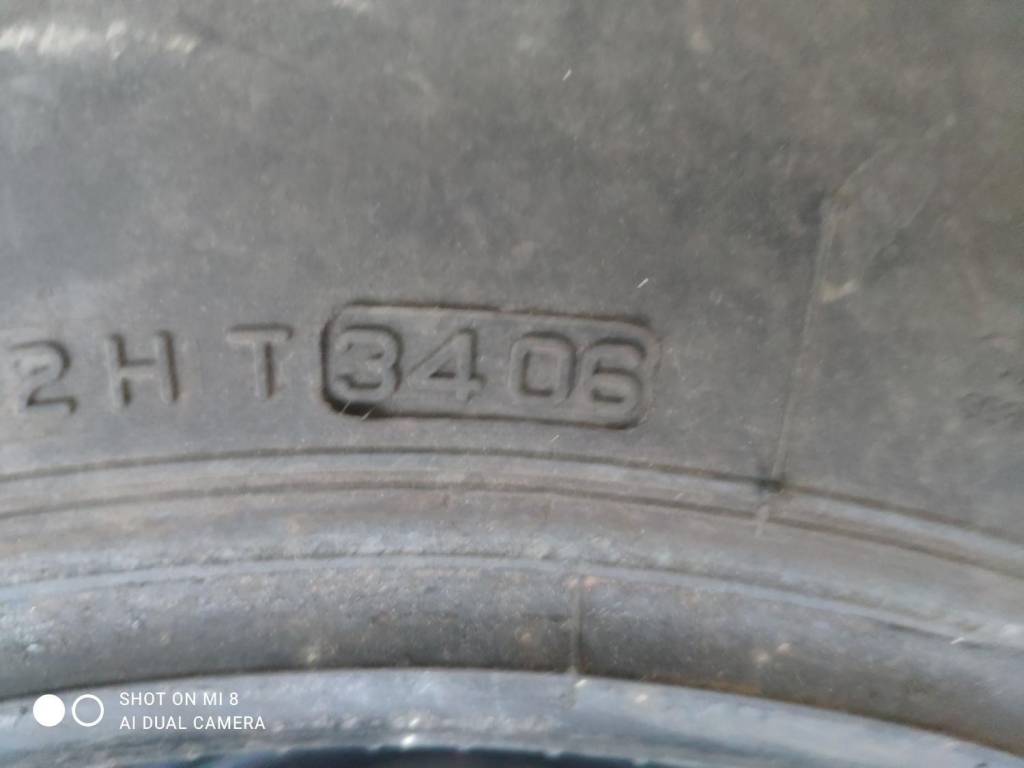 2HT 3406
SHOT ON MI 8
AI DUAL CAMERA